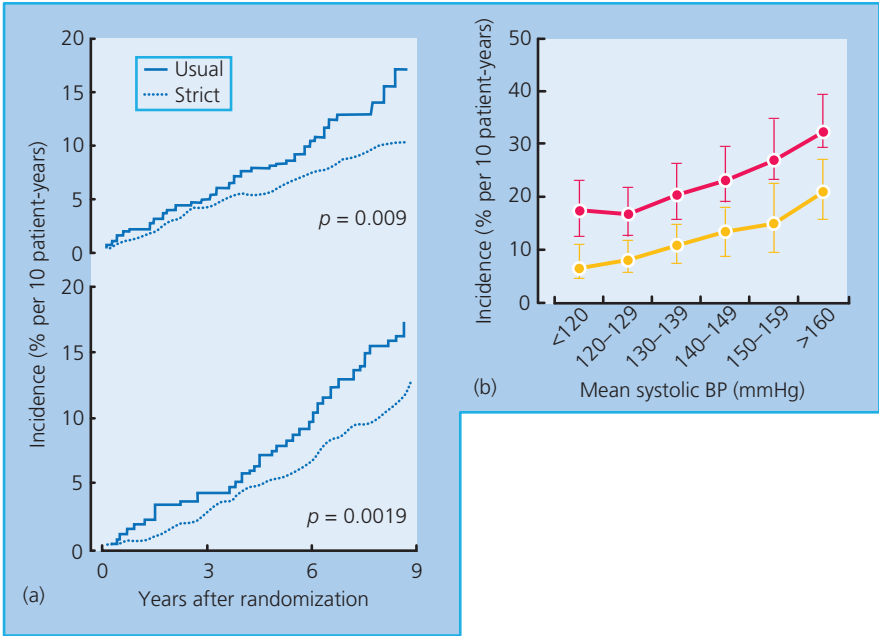 Incidence (% per 10 patient-years)
20
15
10
5
0
Usual
Strict
p = 0.009
20
15
10
5
0
p = 0.0019
0 3 6 9
Years after randomization
(a)
Incidence (% per 10 patient-years)
50
40
30
20
10
0
<120
120–129
130–139
140–149
150–159
>160
Mean systolic BP (mmHg)
(b)